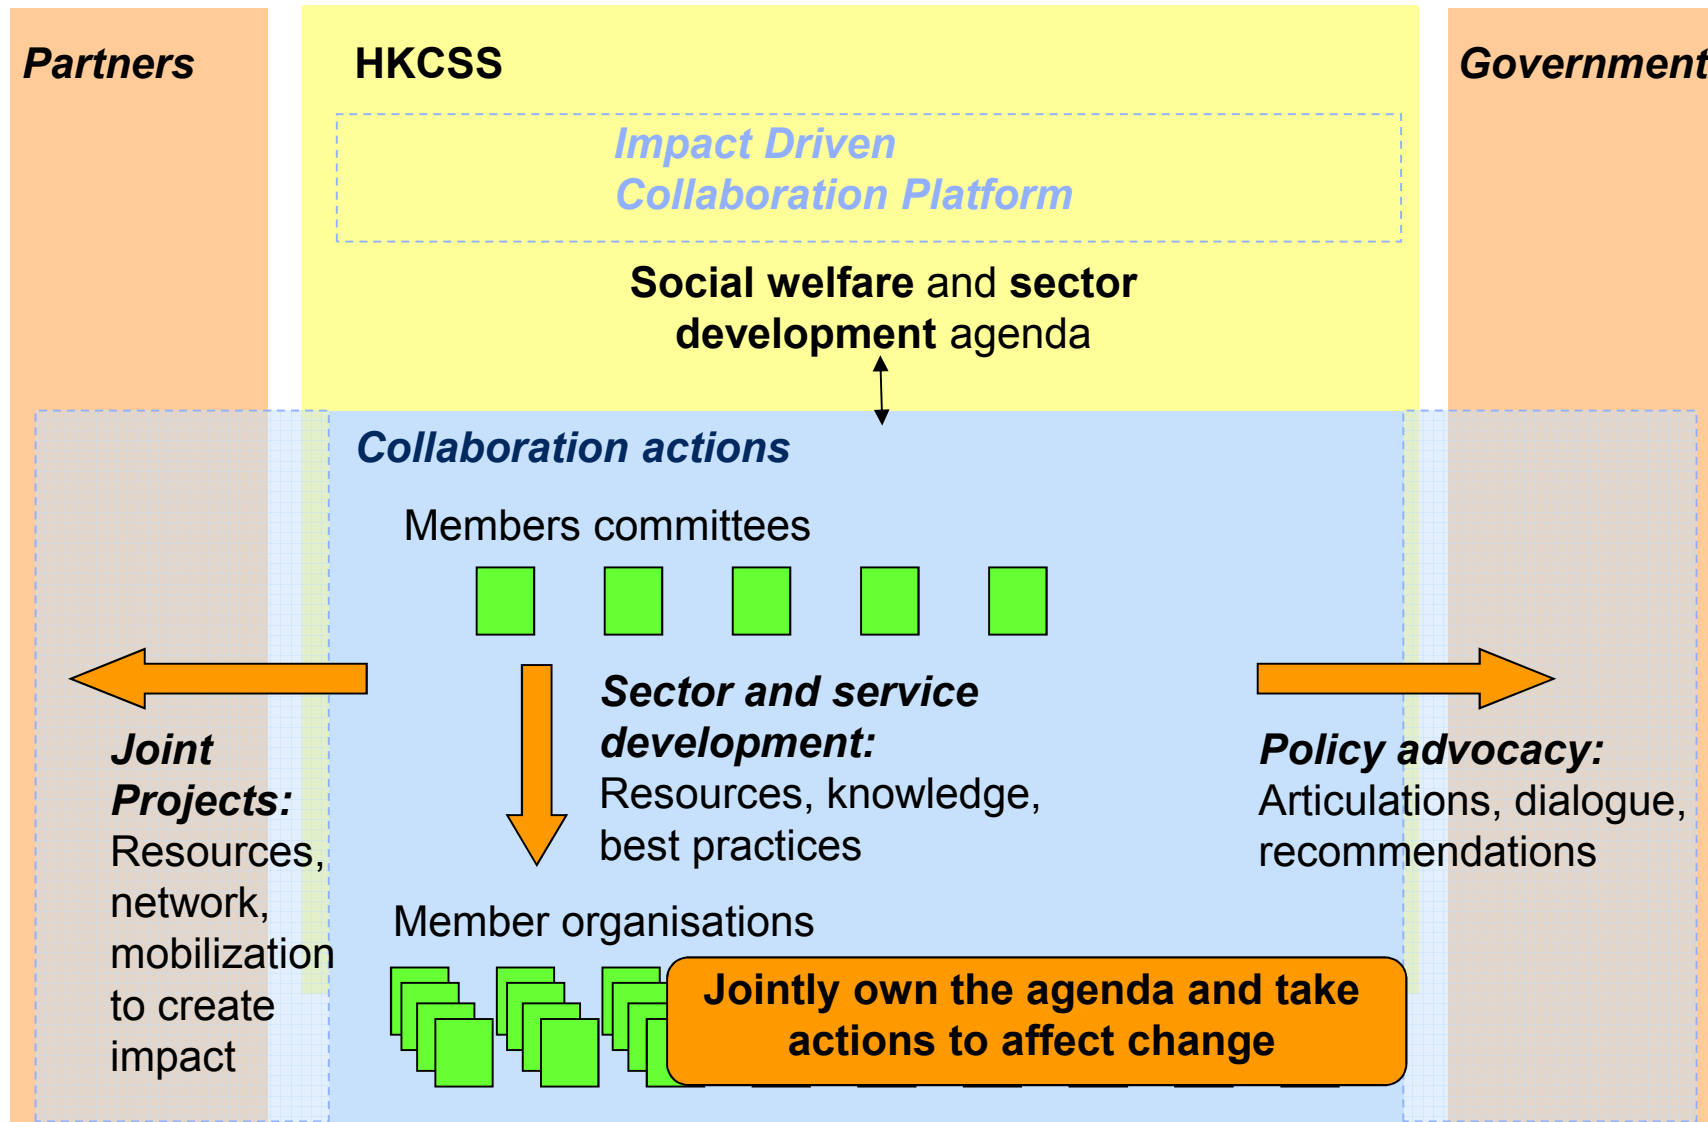 Partners
HKCSS
Government
Impact Driven
Collaboration Platform
Social welfare and sector
development agenda
Collaboration actions
Members committees
Sector and service
development:
Resources, knowledge,
best practices
Joint
Projects:
Resources,
network,
mobilization
to create
impact
Policy advocacy:
Articulations, dialogue,
recommendations
Member organisations
Jointly own the agenda and take
actions to affect change